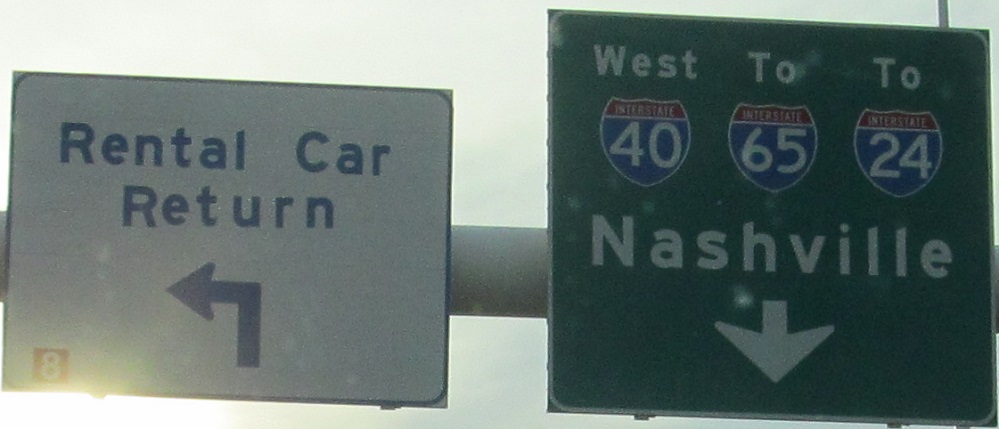 Rental Car
Return
8
West To To
INTERSTATE INTERSTATE INTERSTATE
40 65 24
Nashville